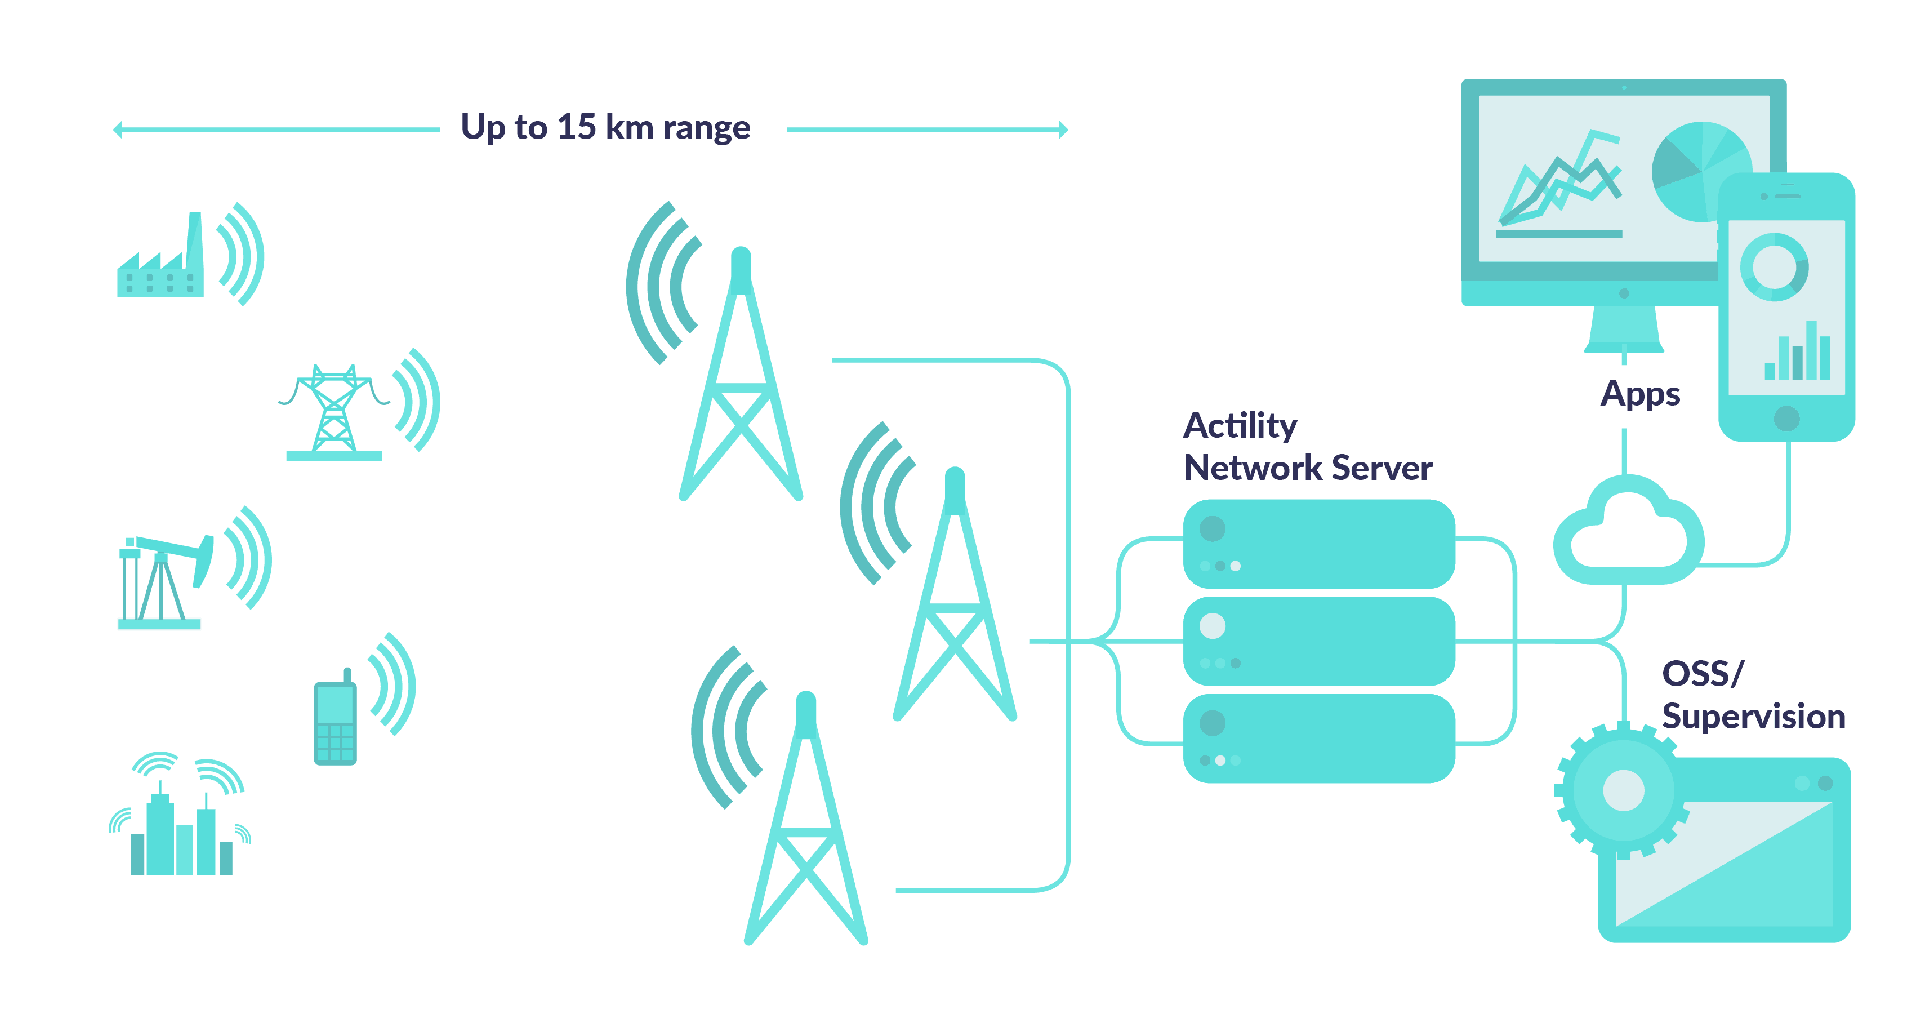 Up to 15 km range
Actility
Network Server
Apps
OSS/
Supervision